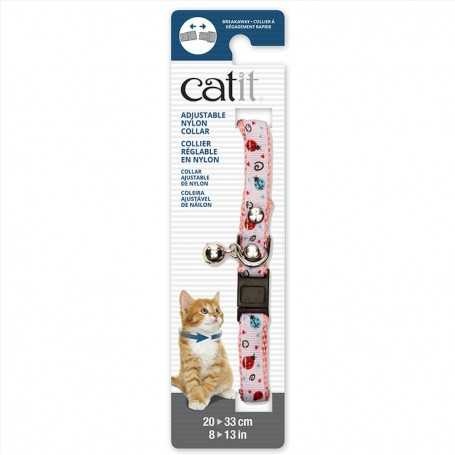 BREAKAWAY • COLLIER À
DÉGAGEMENT RAPIDE
catit
ADJUSTABLE
NYLON
COLLAR
COLLIER
RÉGLABLE
EN NYLON
COLLAR
AJUSTABLE
DE NYLON
COLEIRA
AJUSTÁVEL
DE NÁILON
20 ▸ 33 cm
8 ▸ 13 in